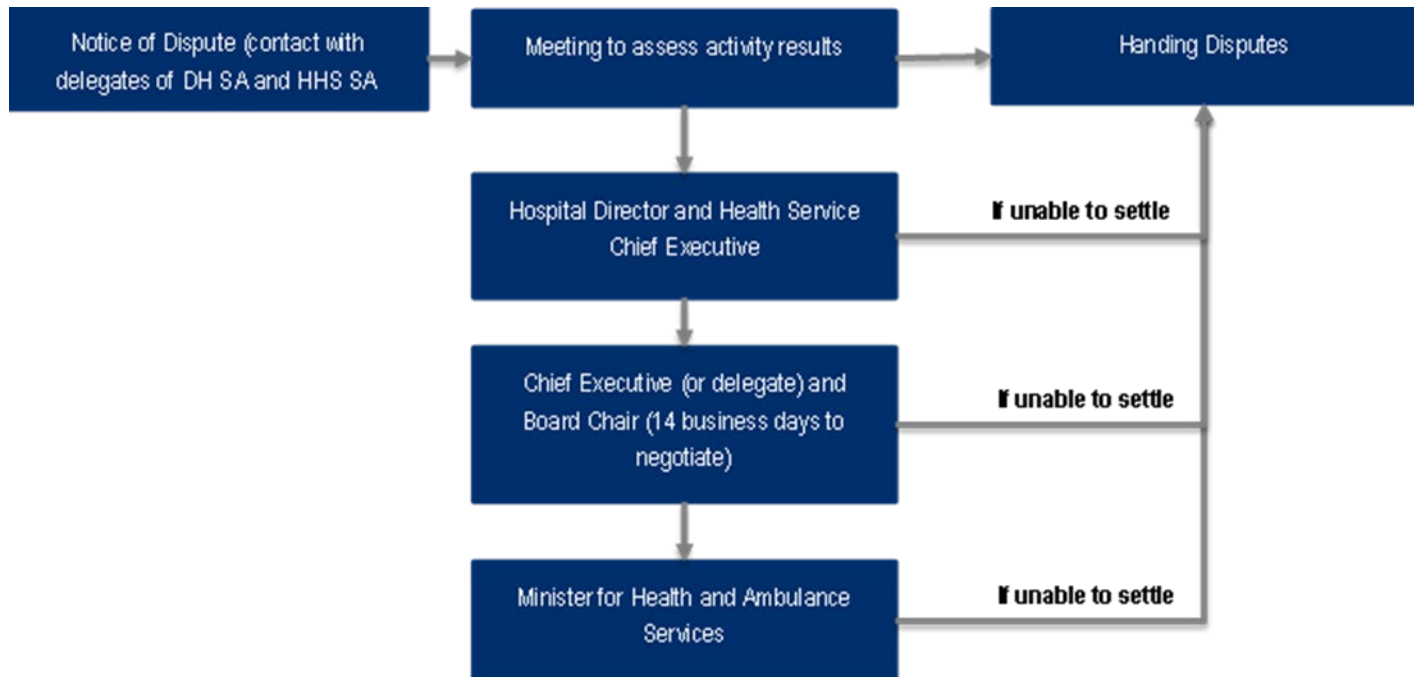 Notice of Dispute (contact with
delegates of DH SA and HHS SA
Meeting to assess activity results
Handing Disputes
Hospital Director and Health Service
Chief Executive
If unable to settle
Chief Executive (or delegate) and
Board Chair (14 business days to
negotiate)
If unable to settle
Minister for Health and Ambulance
Services
If unable to settle